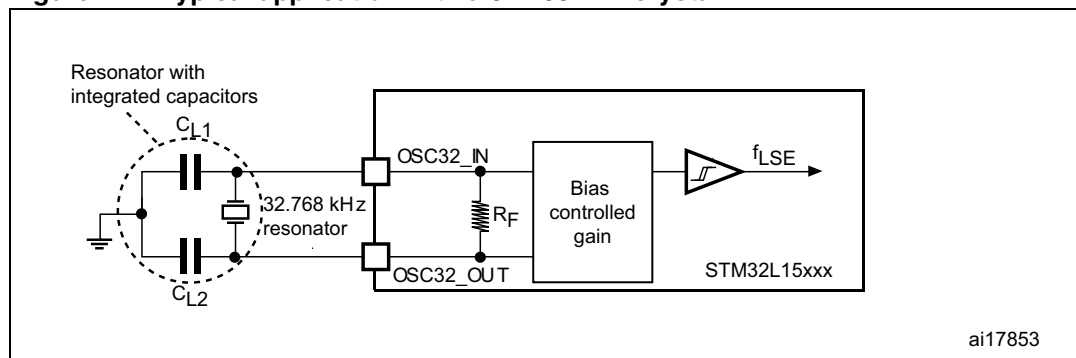 Resonator with
integrated capacitors
CL1
OSC32_IN
fLSE
32.768 kHz
resonator
RF
Bias
controlled
gain
OSC32_OUT
STM32L15xxx
CL2
ai17853